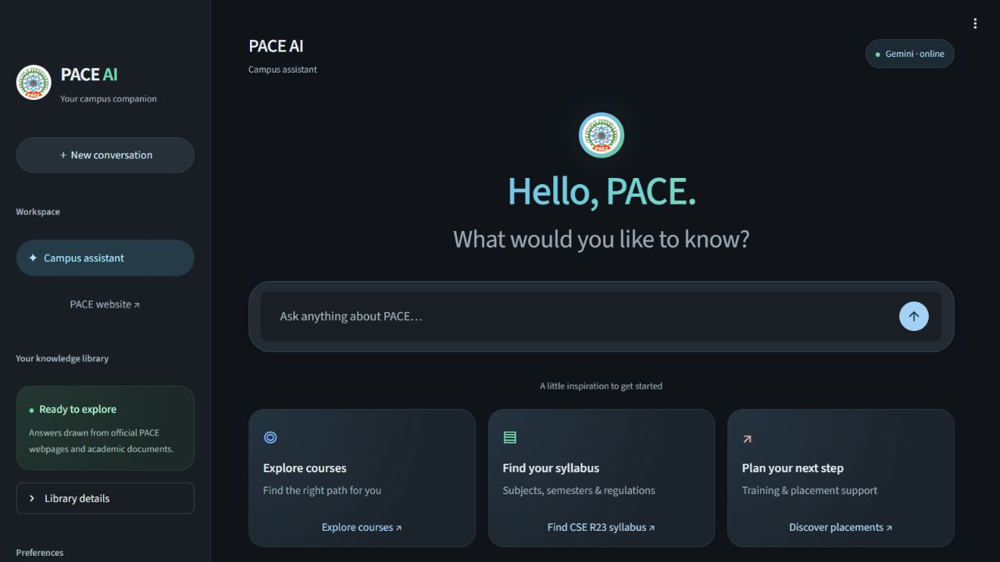 PACE AI
Your campus companion
+ New conversation
Workspace
✦ Campus assistant
PACE website ↗
Your knowledge library
● Ready to explore
Answers drawn from official PACE
webpages and academic documents.
› Library details
Preferences
PACE AI
Campus assistant
● Gemini · online
PACE
Hello, PACE.
What would you like to know?
Ask anything about PACE…
A little inspiration to get started
Explore courses
Find the right path for you
Explore courses ↗
Find your syllabus
Subjects, semesters & regulations
Find CSE R23 syllabus ↗
Plan your next step
Training & placement support
Discover placements ↗